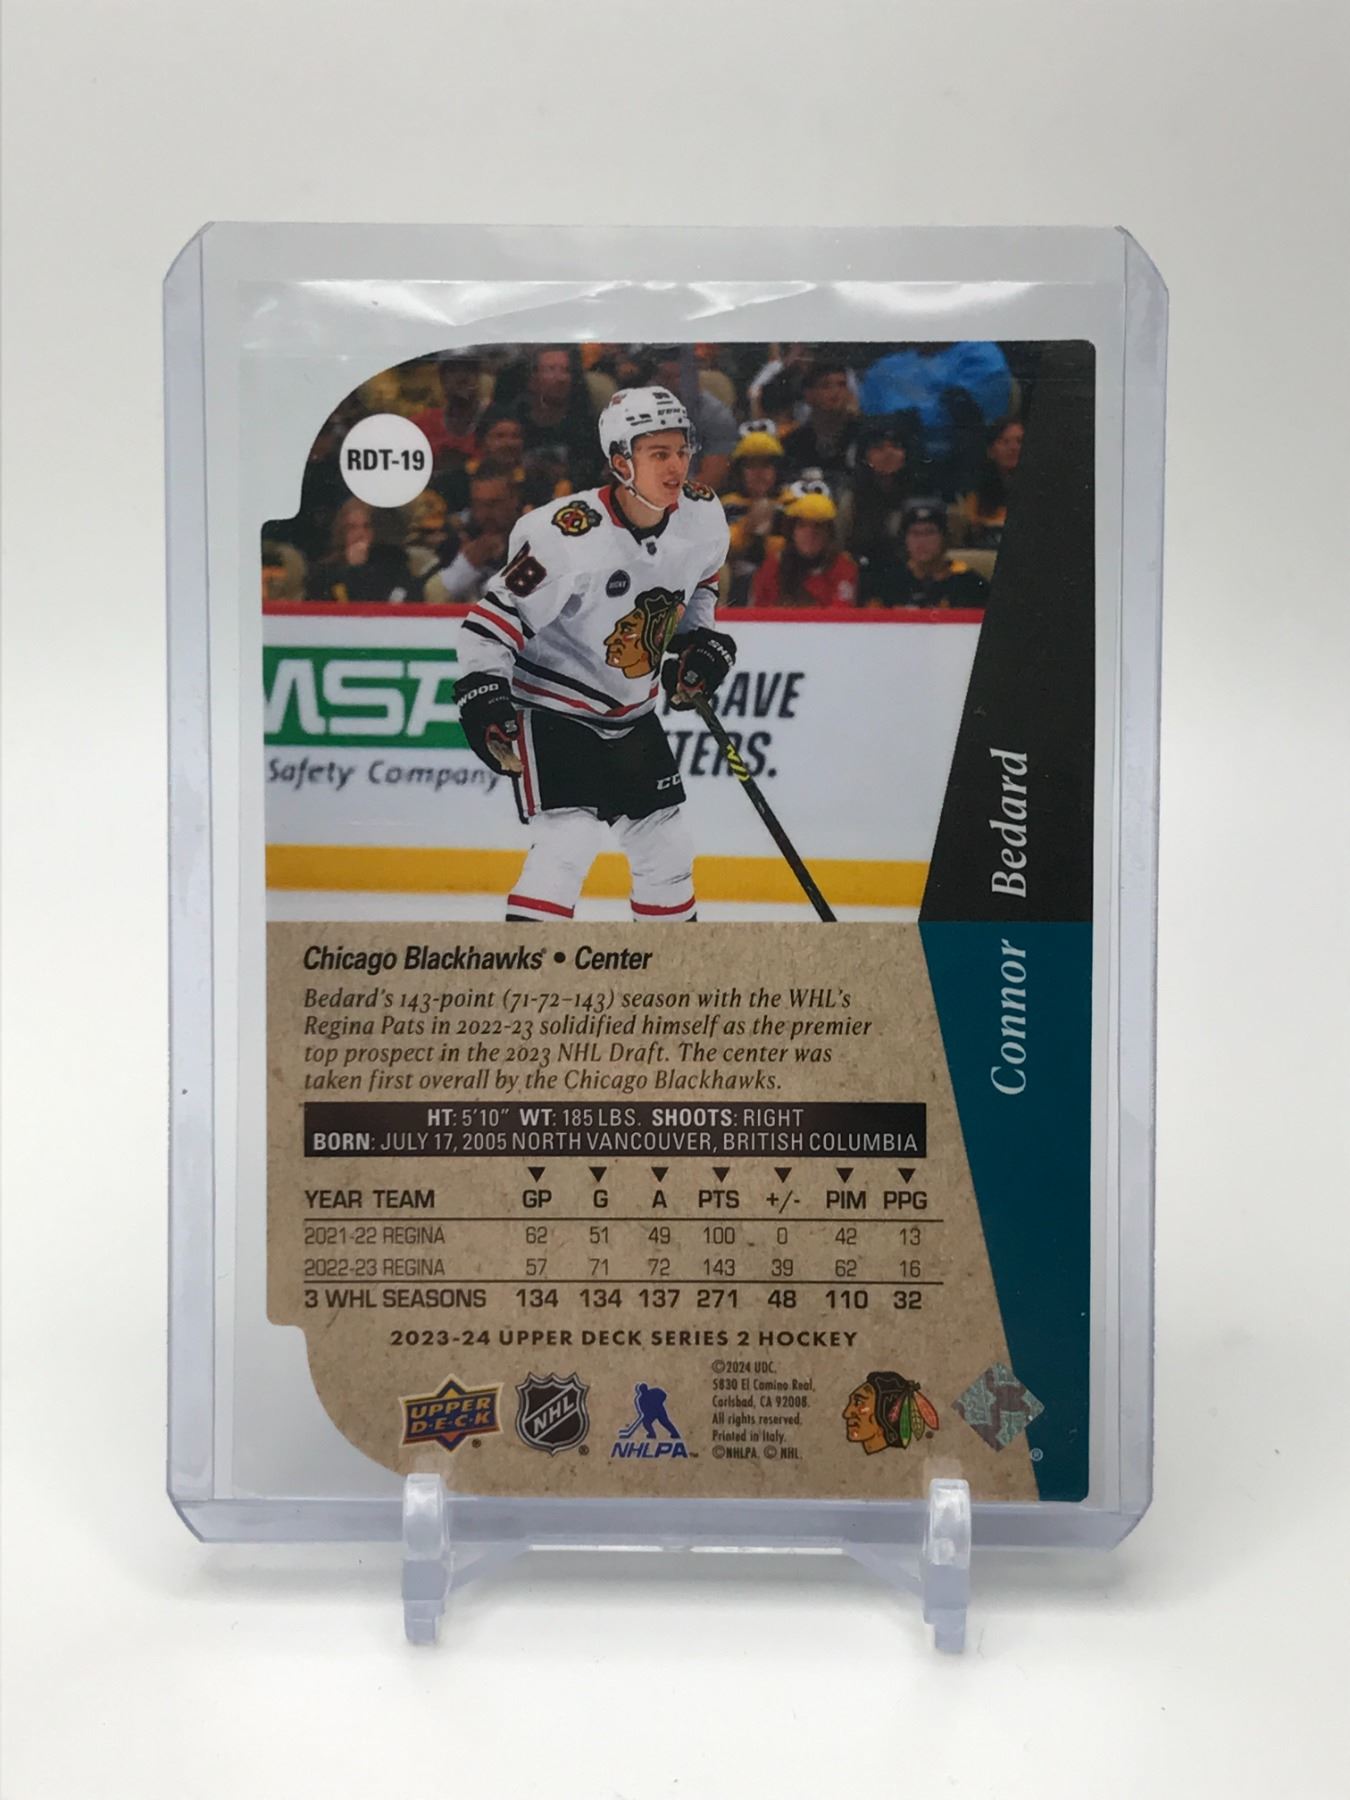 RDT-19
98
MSA
Safety Company
SAVE
TERS.
WOOD
CCM
Connor Bedard
Chicago Blackhawks • Center
Bedard's 143-point (71-72–143) season with the WHL's
Regina Pats in 2022-23 solidified himself as the premier
top prospect in the 2023 NHL Draft. The center was
taken first overall by the Chicago Blackhawks.
HT: 5'10" WT: 185 LBS. SHOOTS: RIGHT
BORN: JULY 17, 2005 NORTH VANCOUVER, BRITISH COLUMBIA
YEAR TEAM GP G A PTS +/- PIM PPG
2021-22 REGINA 62 51 49 100 0 42 13
2022-23 REGINA 57 71 72 143 39 62 16
3 WHL SEASONS 134 134 137 271 48 110 32
2023-24 UPPER DECK SERIES 2 HOCKEY
UPPER
D·E·C·K
®
NHL
®
NHLPA™
©2024 UDC.
5830 El Camino Real,
Carlsbad, CA 92008.
All rights reserved.
Printed in Italy.
©NHLPA. © NHL.
®
®